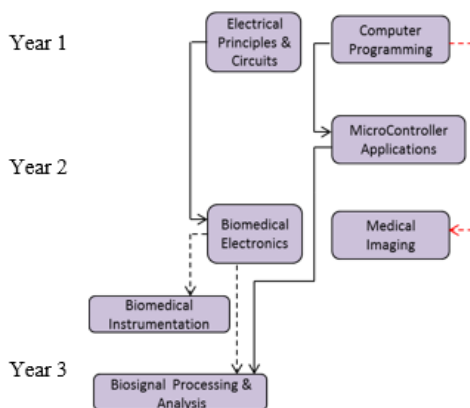 Year 1
Electrical
Principles &
Circuits
Computer
Programming
Year 2
MicroController
Applications
Biomedical
Electronics
Medical
Imaging
Biomedical
Instrumentation
Year 3
Biosignal Processing &
Analysis